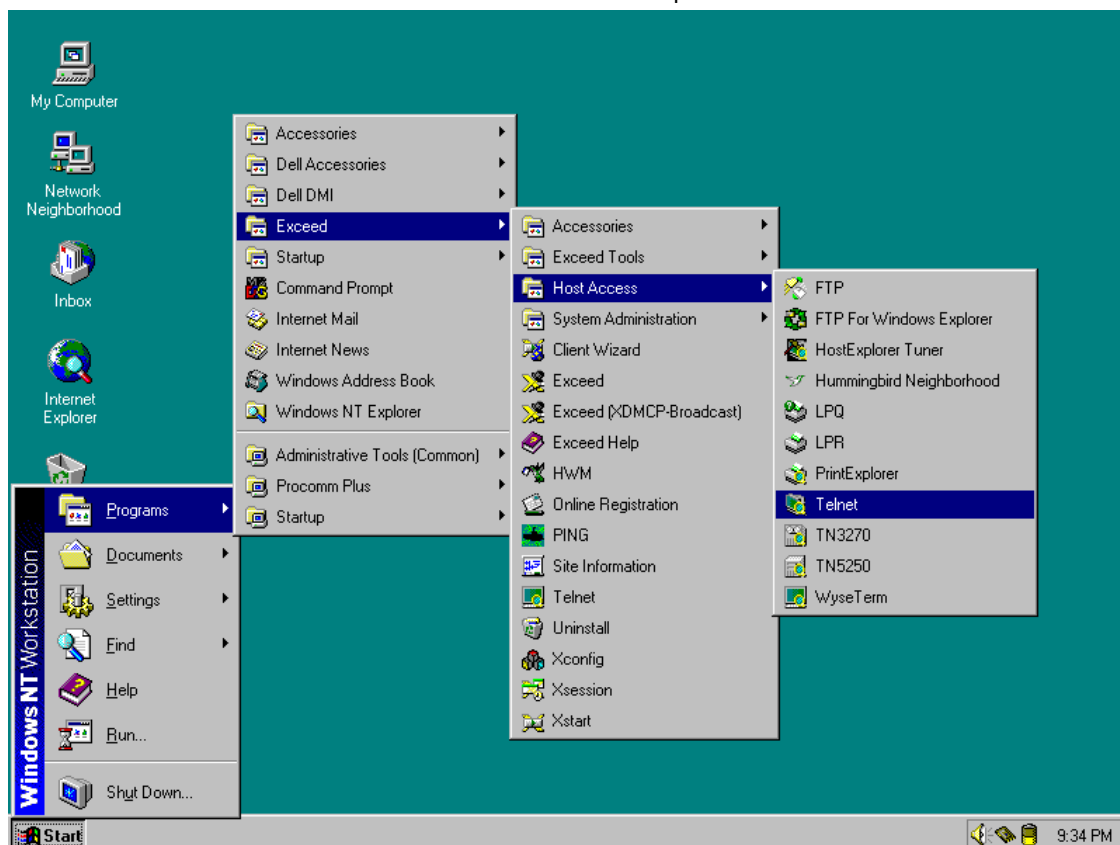 My Computer
Network
Neighborhood
Inbox
Internet
Explorer
Windows NT Workstation
Programs
Documents
Settings
Find
Help
Run...
Shut Down...
Accessories
Dell Accessories
Dell DMI
Exceed
Startup
Command Prompt
Internet Mail
Internet News
Windows Address Book
Windows NT Explorer
Administrative Tools (Common)
Procomm Plus
Startup
Accessories
Exceed Tools
Host Access
System Administration
Client Wizard
Exceed
Exceed (XDMCP-Broadcast)
Exceed Help
HWM
Online Registration
PING
Site Information
Telnet
Uninstall
Xconfig
Xsession
Xstart
FTP
FTP For Windows Explorer
HostExplorer Tuner
Hummingbird Neighborhood
LPQ
LPR
PrintExplorer
Telnet
TN3270
TN5250
WyseTerm
Start
9:34 PM